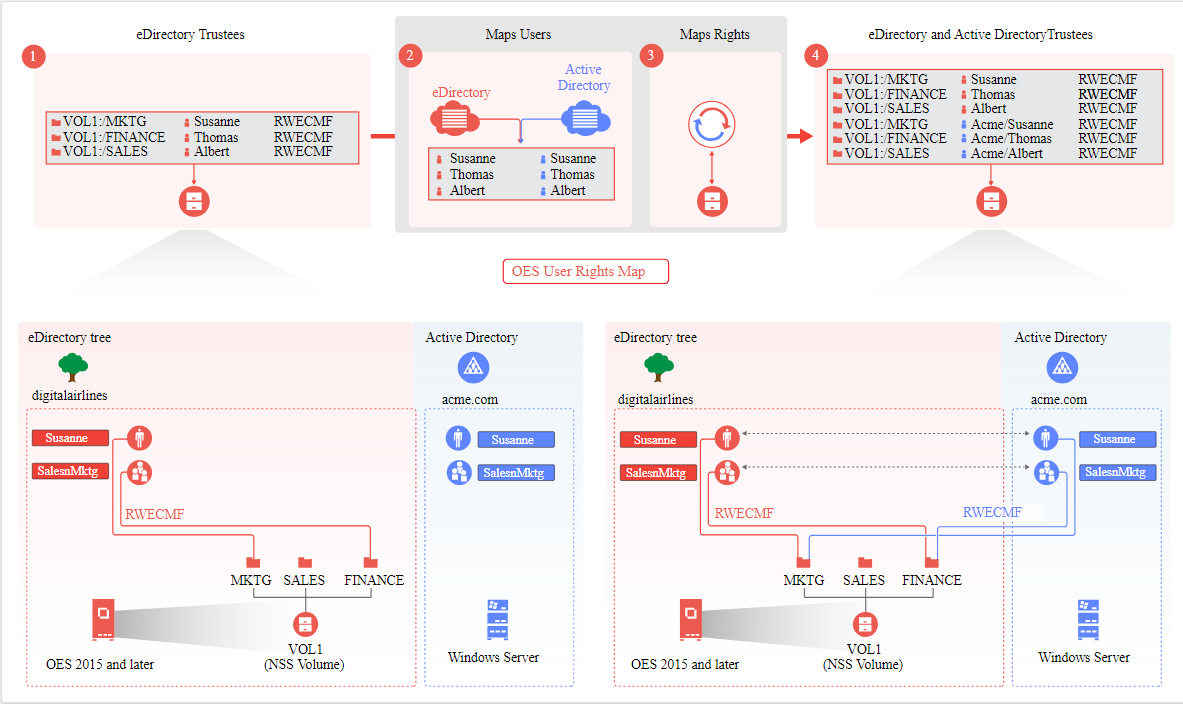 eDirectory Trustees
Maps Users
Maps Rights
eDirectory and Active DirectoryTrustees
1
2
3
4
VOL1:/MKTG Susanne RWECMF
VOL1:/FINANCE Thomas RWECMF
VOL1:/SALES Albert RWECMF
eDirectory
Active
Directory
Susanne Susanne
Thomas Thomas
Albert Albert
VOL1:/MKTG Susanne RWECMF
VOL1:/FINANCE Thomas RWECMF
VOL1:/SALES Albert RWECMF
VOL1:/MKTG Acme/Susanne RWECMF
VOL1:/FINANCE Acme/Thomas RWECMF
VOL1:/SALES Acme/Albert RWECMF
OES User Rights Map
eDirectory tree
digitalairlines
Active Directory
acme.com
Susanne
SalesnMktg
Susanne
SalesnMktg
RWECMF
MKTG SALES FINANCE
VOL1
(NSS Volume)
OES 2015 and later
Windows Server
eDirectory tree
digitalairlines
Active Directory
acme.com
Susanne
SalesnMktg
Susanne
SalesnMktg
RWECMF
RWECMF
MKTG SALES FINANCE
VOL1
(NSS Volume)
OES 2015 and later
Windows Server